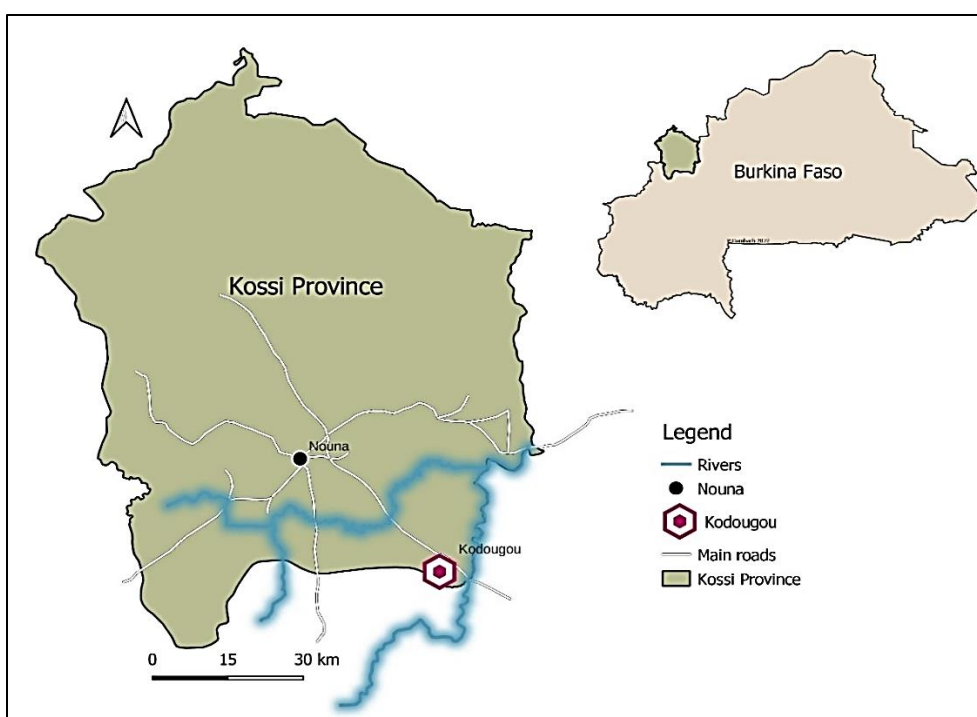 Kossi Province
Nouna
Kodougou
0 15 30 km
Burkina Faso
Legend
Rivers
Nouna
Kodougou
Main roads
Kossi Province